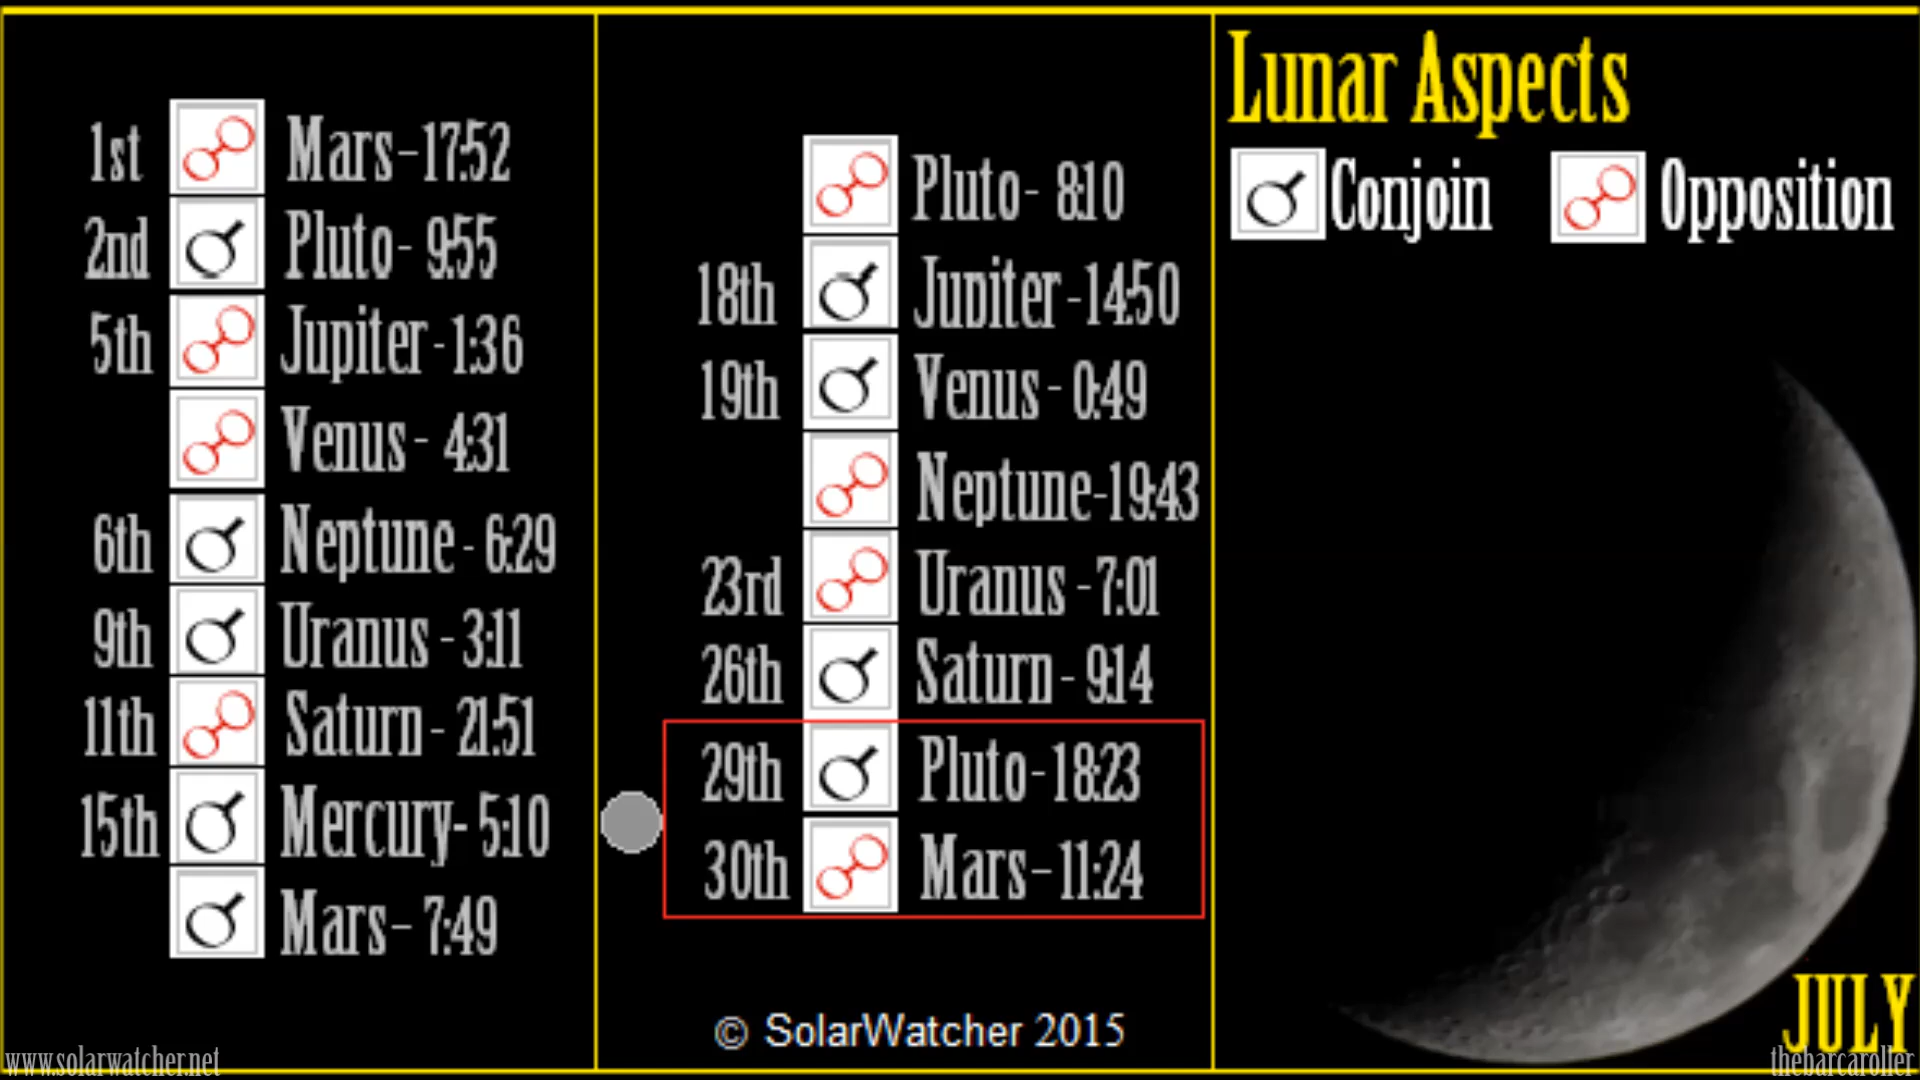 1st Mars-17:52
2nd Pluto- 9:55
5th Jupiter-1:36
Venus- 4:31
6th Neptune- 6:29
9th Uranus-3:11
11th Saturn- 21:51
15th Mercury- 5:10
Mars- 7:49
Pluto- 8:10
18th Jupiter-14:50
19th Venus- 0:49
Neptune-19:43
23rd Uranus-7:01
26th Saturn- 9:14
29th Pluto-18:23
30th Mars-11:24
© SolarWatcher 2015
Lunar Aspects
Conjoin Opposition
JULY
www.solarwatcher.net
thebarcaroller